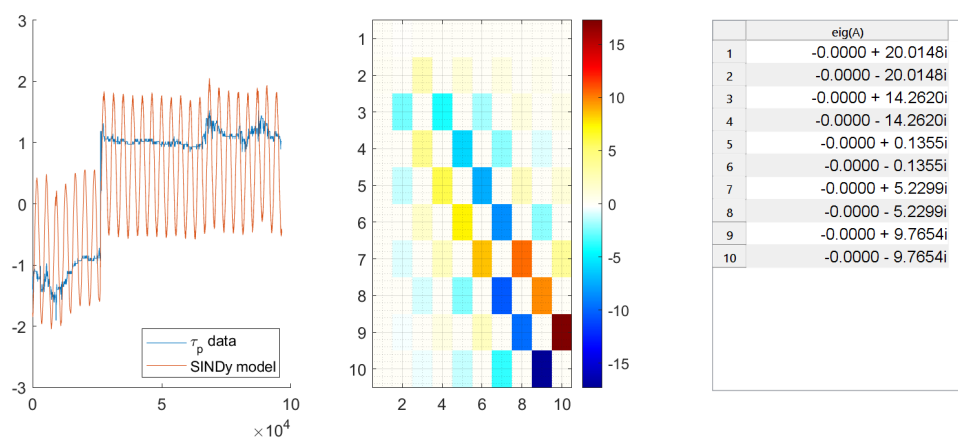 3
2
1
0
-1
-2
-3
0
5
10
×10^4
τ_p data
SINDy model
1
2
3
4
5
6
7
8
9
10
2
4
6
8
10
15
10
5
0
-5
-10
-15
eig(A)
1 -0.0000 + 20.0148i
2 -0.0000 - 20.0148i
3 -0.0000 + 14.2620i
4 -0.0000 - 14.2620i
5 -0.0000 + 0.1355i
6 -0.0000 - 0.1355i
7 -0.0000 + 5.2299i
8 -0.0000 - 5.2299i
9 -0.0000 + 9.7654i
10 -0.0000 - 9.7654i